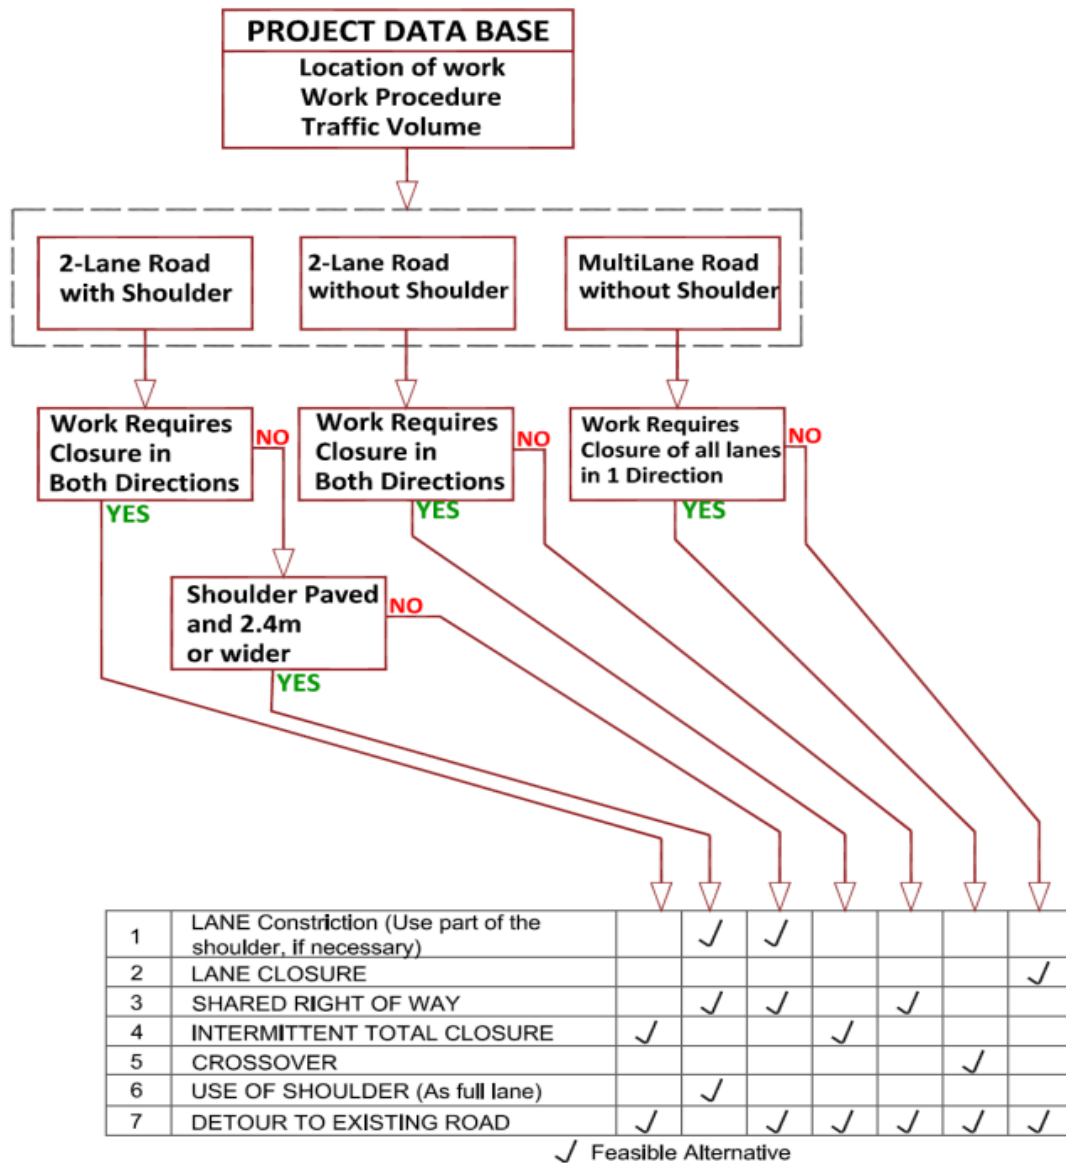 PROJECT DATA BASE
Location of work
Work Procedure
Traffic Volume
2-Lane Road
with Shoulder
2-Lane Road
without Shoulder
MultiLane Road
without Shoulder
Work Requires
Closure in
Both Directions
NO
YES
Work Requires
Closure in
Both Directions
NO
YES
Work Requires
Closure of all lanes
in 1 Direction
NO
YES
Shoulder Paved
and 2.4m
or wider
NO
YES
1 LANE Constriction (Use part of the
shoulder, if necessary) ✓ ✓
2 LANE CLOSURE ✓
3 SHARED RIGHT OF WAY ✓ ✓ ✓
4 INTERMITTENT TOTAL CLOSURE ✓ ✓
5 CROSSOVER ✓
6 USE OF SHOULDER (As full lane) ✓
7 DETOUR TO EXISTING ROAD ✓ ✓ ✓ ✓ ✓ ✓
✓ Feasible Alternative